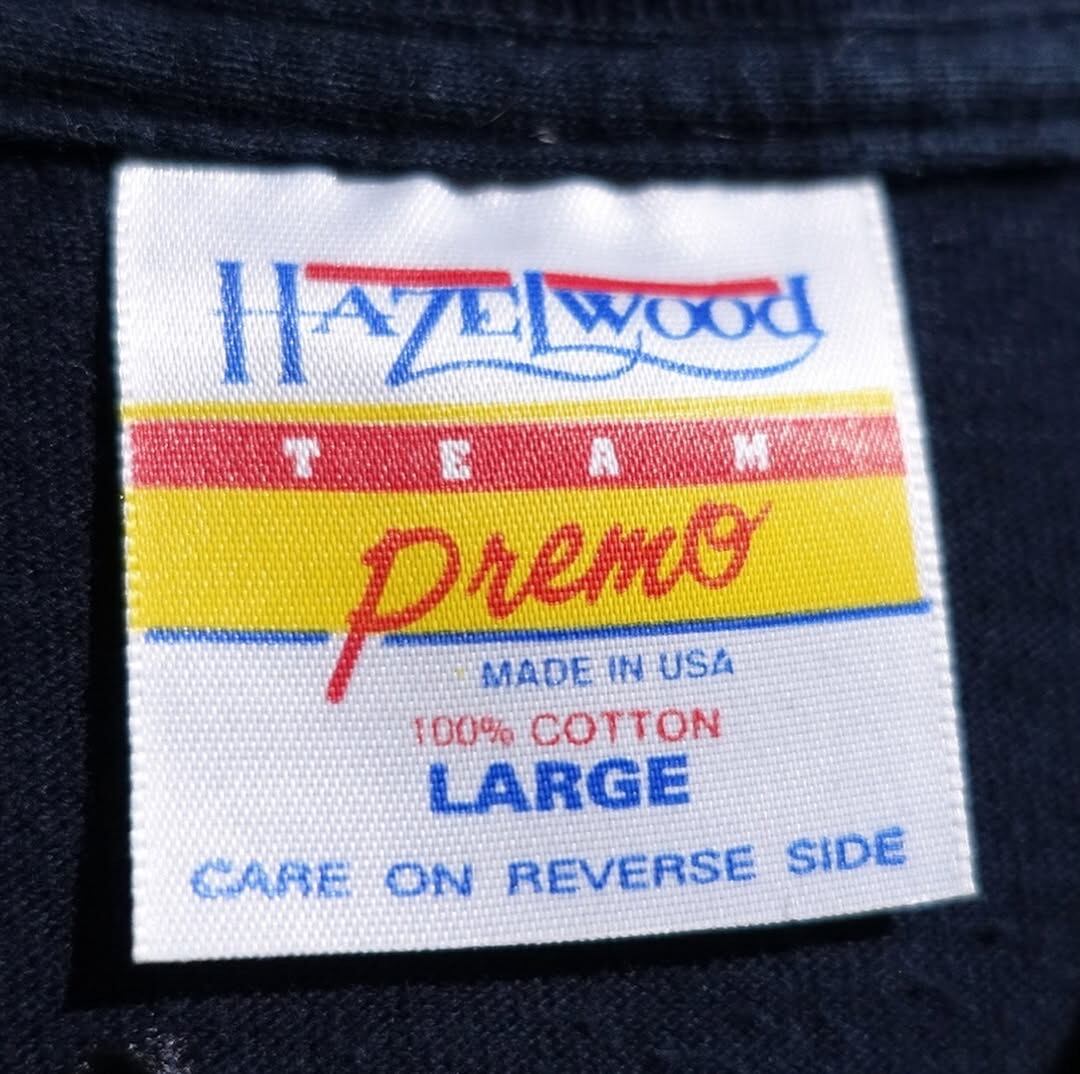 HAZELwood
TEAM
Premo
MADE IN USA
100% COTTON
LARGE
CARE ON REVERSE SIDE